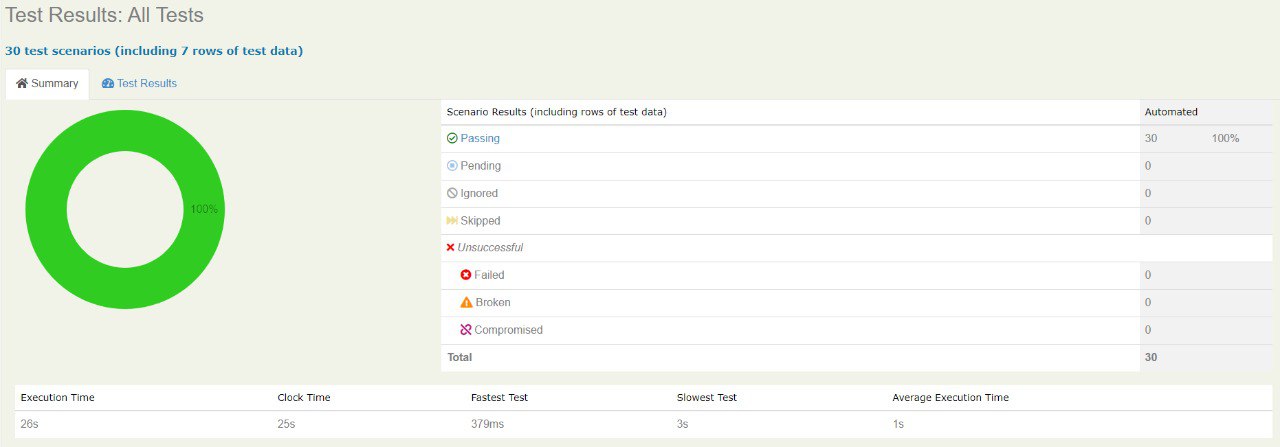 Test Results: All Tests
30 test scenarios (including 7 rows of test data)
Summary Test Results
100%
Scenario Results (including rows of test data) Automated
Passing 30 100%
Pending 0
Ignored 0
Skipped 0
Unsuccessful
Failed 0
Broken 0
Compromised 0
Total 30
Execution Time Clock Time Fastest Test Slowest Test Average Execution Time
26s 25s 379ms 3s 1s